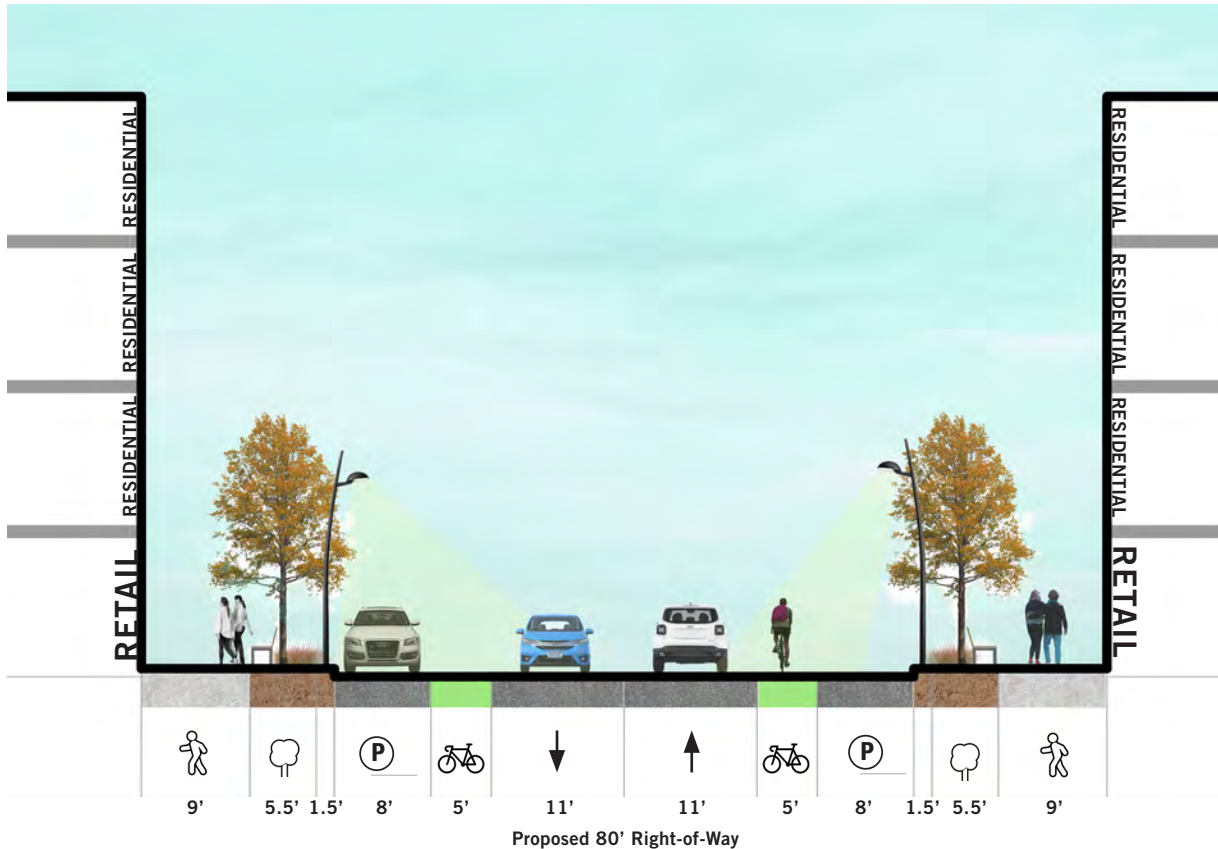 RESIDENTIAL
RESIDENTIAL
RESIDENTIAL
RETAIL
RESIDENTIAL
RESIDENTIAL
RESIDENTIAL
RETAIL
P
P
9' 5.5' 1.5' 8' 5' 11' 11' 5' 8' 1.5' 5.5' 9'
Proposed 80' Right-of-Way